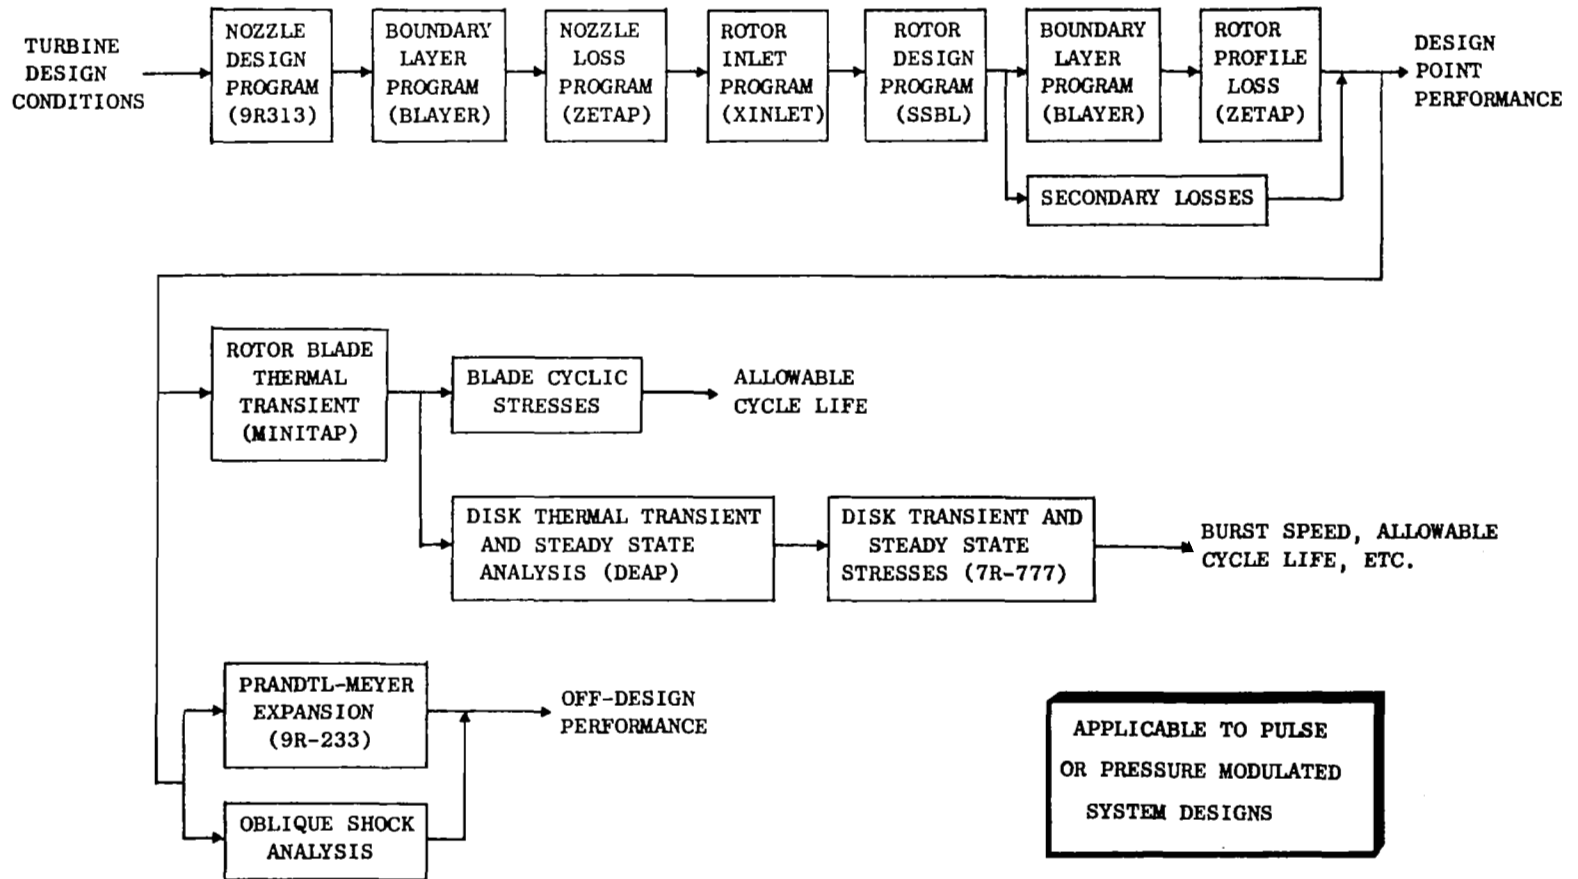 TURBINE
DESIGN
CONDITIONS
NOZZLE
DESIGN
PROGRAM
(9R313)
BOUNDARY
LAYER
PROGRAM
(BLAYER)
NOZZLE
LOSS
PROGRAM
(ZETAP)
ROTOR
INLET
PROGRAM
(XINLET)
ROTOR
DESIGN
PROGRAM
(SSBL)
BOUNDARY
LAYER
PROGRAM
(BLAYER)
ROTOR
PROFILE
LOSS
(ZETAP)
DESIGN
POINT
PERFORMANCE
SECONDARY LOSSES
ROTOR BLADE
THERMAL
TRANSIENT
(MINITAP)
BLADE CYCLIC
STRESSES
ALLOWABLE
CYCLE LIFE
DISK THERMAL TRANSIENT
AND STEADY STATE
ANALYSIS (DEAP)
DISK TRANSIENT AND
STEADY STATE
STRESSES (7R-777)
BURST SPEED, ALLOWABLE
CYCLE LIFE, ETC.
PRANDTL-MEYER
EXPANSION
(9R-233)
OFF-DESIGN
PERFORMANCE
OBLIQUE SHOCK
ANALYSIS
APPLICABLE TO PULSE
OR PRESSURE MODULATED
SYSTEM DESIGNS